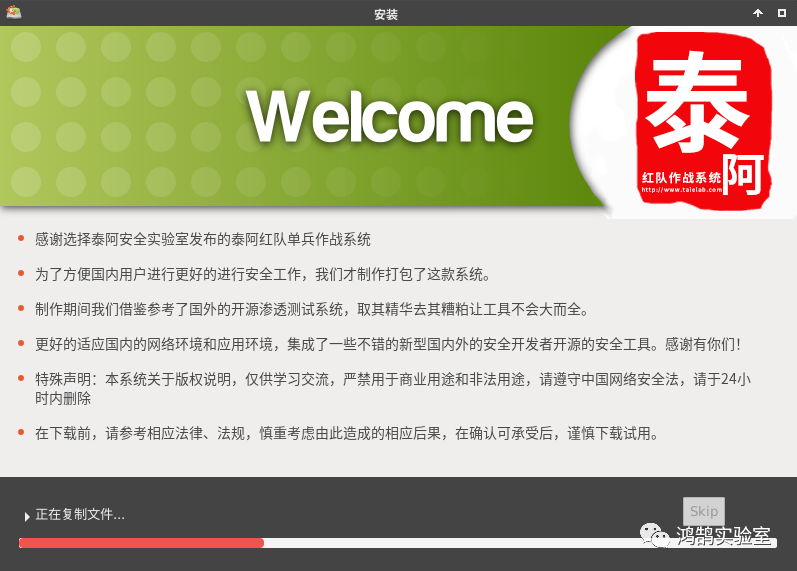 安装
Welcome
泰
阿
红队作战系统
http://www.taielab.com
感谢选择泰阿安全实验室发布的泰阿红队单兵作战系统
为了方便国内用户进行更好的进行安全工作，我们才制作打包了这款系统。
制作期间我们借鉴参考了国外的开源渗透测试系统，取其精华去其糟粕让工具不会大而全。
更好的适应国内的网络环境和应用环境，集成了一些不错的新型国内外的安全开发者开源的安全工具。感谢有你们！
特殊声明：本系统关于版权说明，仅供学习交流，严禁用于商业用途和非法用途，请遵守中国网络安全法，请于24小
时内删除
在下载前，请参考相应法律、法规，慎重考虑由此造成的相应后果，在确认可承受后，谨慎下载试用。
正在复制文件...
Skip
鸿鹄实验室